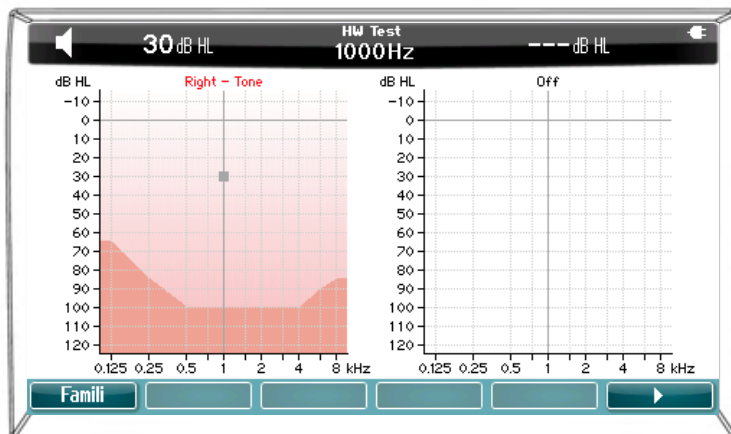 HW Test
30 dB HL 1000Hz --- dB HL
dB HL Right - Tone dB HL Off
-10 -10
0 0
10 10
20 20
30 30
40 40
50 50
60 60
70 70
80 80
90 90
100 100
110 110
120 120
0.125 0.25 0.5 1 2 4 8 kHz 0.125 0.25 0.5 1 2 4 8 kHz
Famili